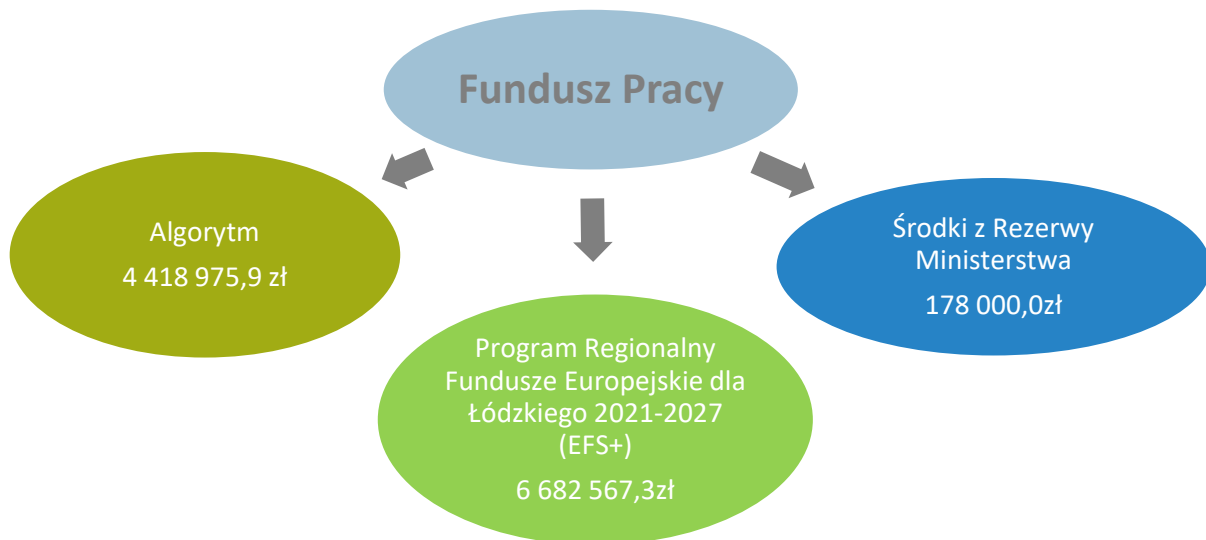 Fundusz Pracy
Algorytm
4 418 975,9 zł
Środki z Rezerwy
Ministerstwa
178 000,0zł
Program Regionalny
Fundusze Europejskie dla
Łódzkiego 2021-2027
(EFS+)
6 682 567,3zł